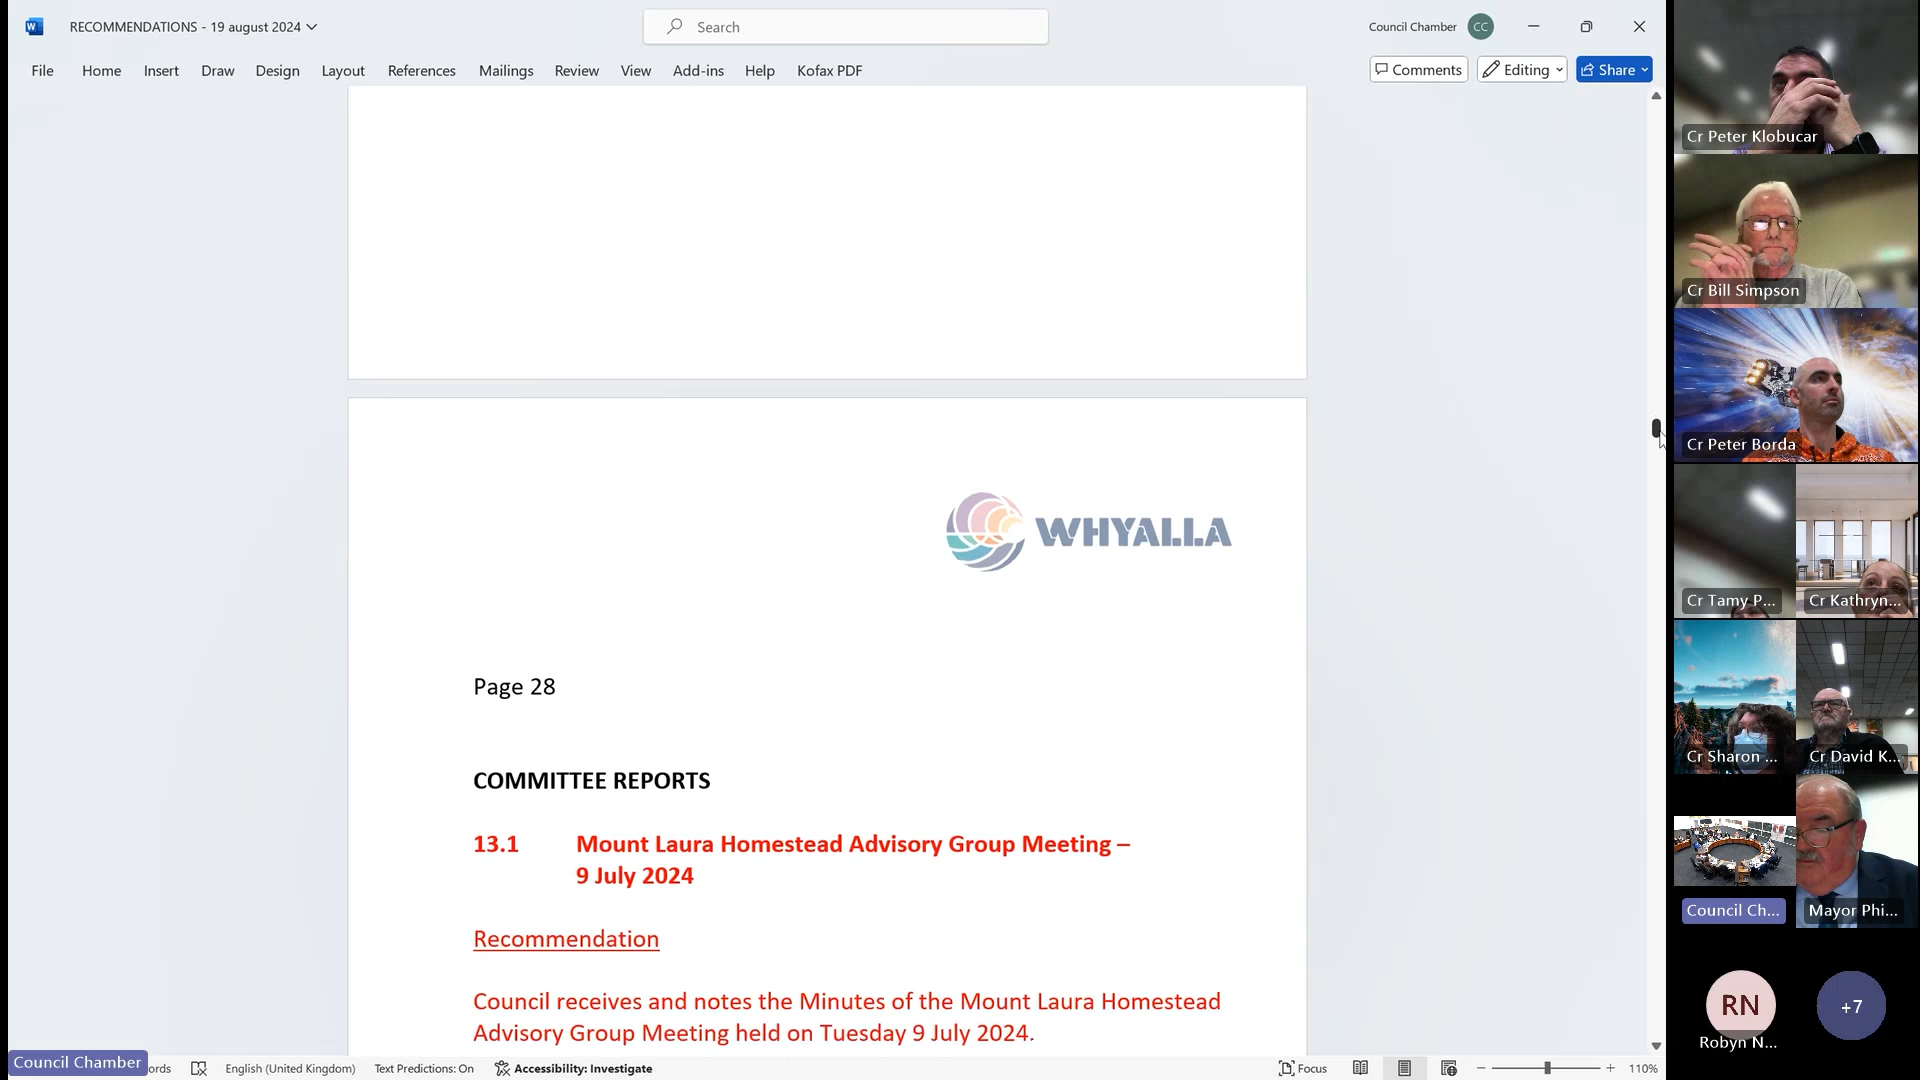 RECOMMENDATIONS - 19 august 2024
Search
Council Chamber
CC
File
Home
Insert
Draw
Design
Layout
References
Mailings
Review
View
Add-ins
Help
Kofax PDF
Comments
Editing
Share
WHYALLA
Page 28
COMMITTEE REPORTS
13.1 Mount Laura Homestead Advisory Group Meeting –
9 July 2024
Recommendation
Council receives and notes the Minutes of the Mount Laura Homestead
Advisory Group Meeting held on Tuesday 9 July 2024.
Council Chamber
ords
English (United Kingdom)
Text Predictions: On
Accessibility: Investigate
Focus
110%
Cr Peter Klobucar
Cr Bill Simpson
Cr Peter Borda
Cr Tamy P...
Cr Kathryn...
Cr Sharon ...
Cr David K...
Council Ch...
Mayor Phi...
RN
+7
Robyn N...